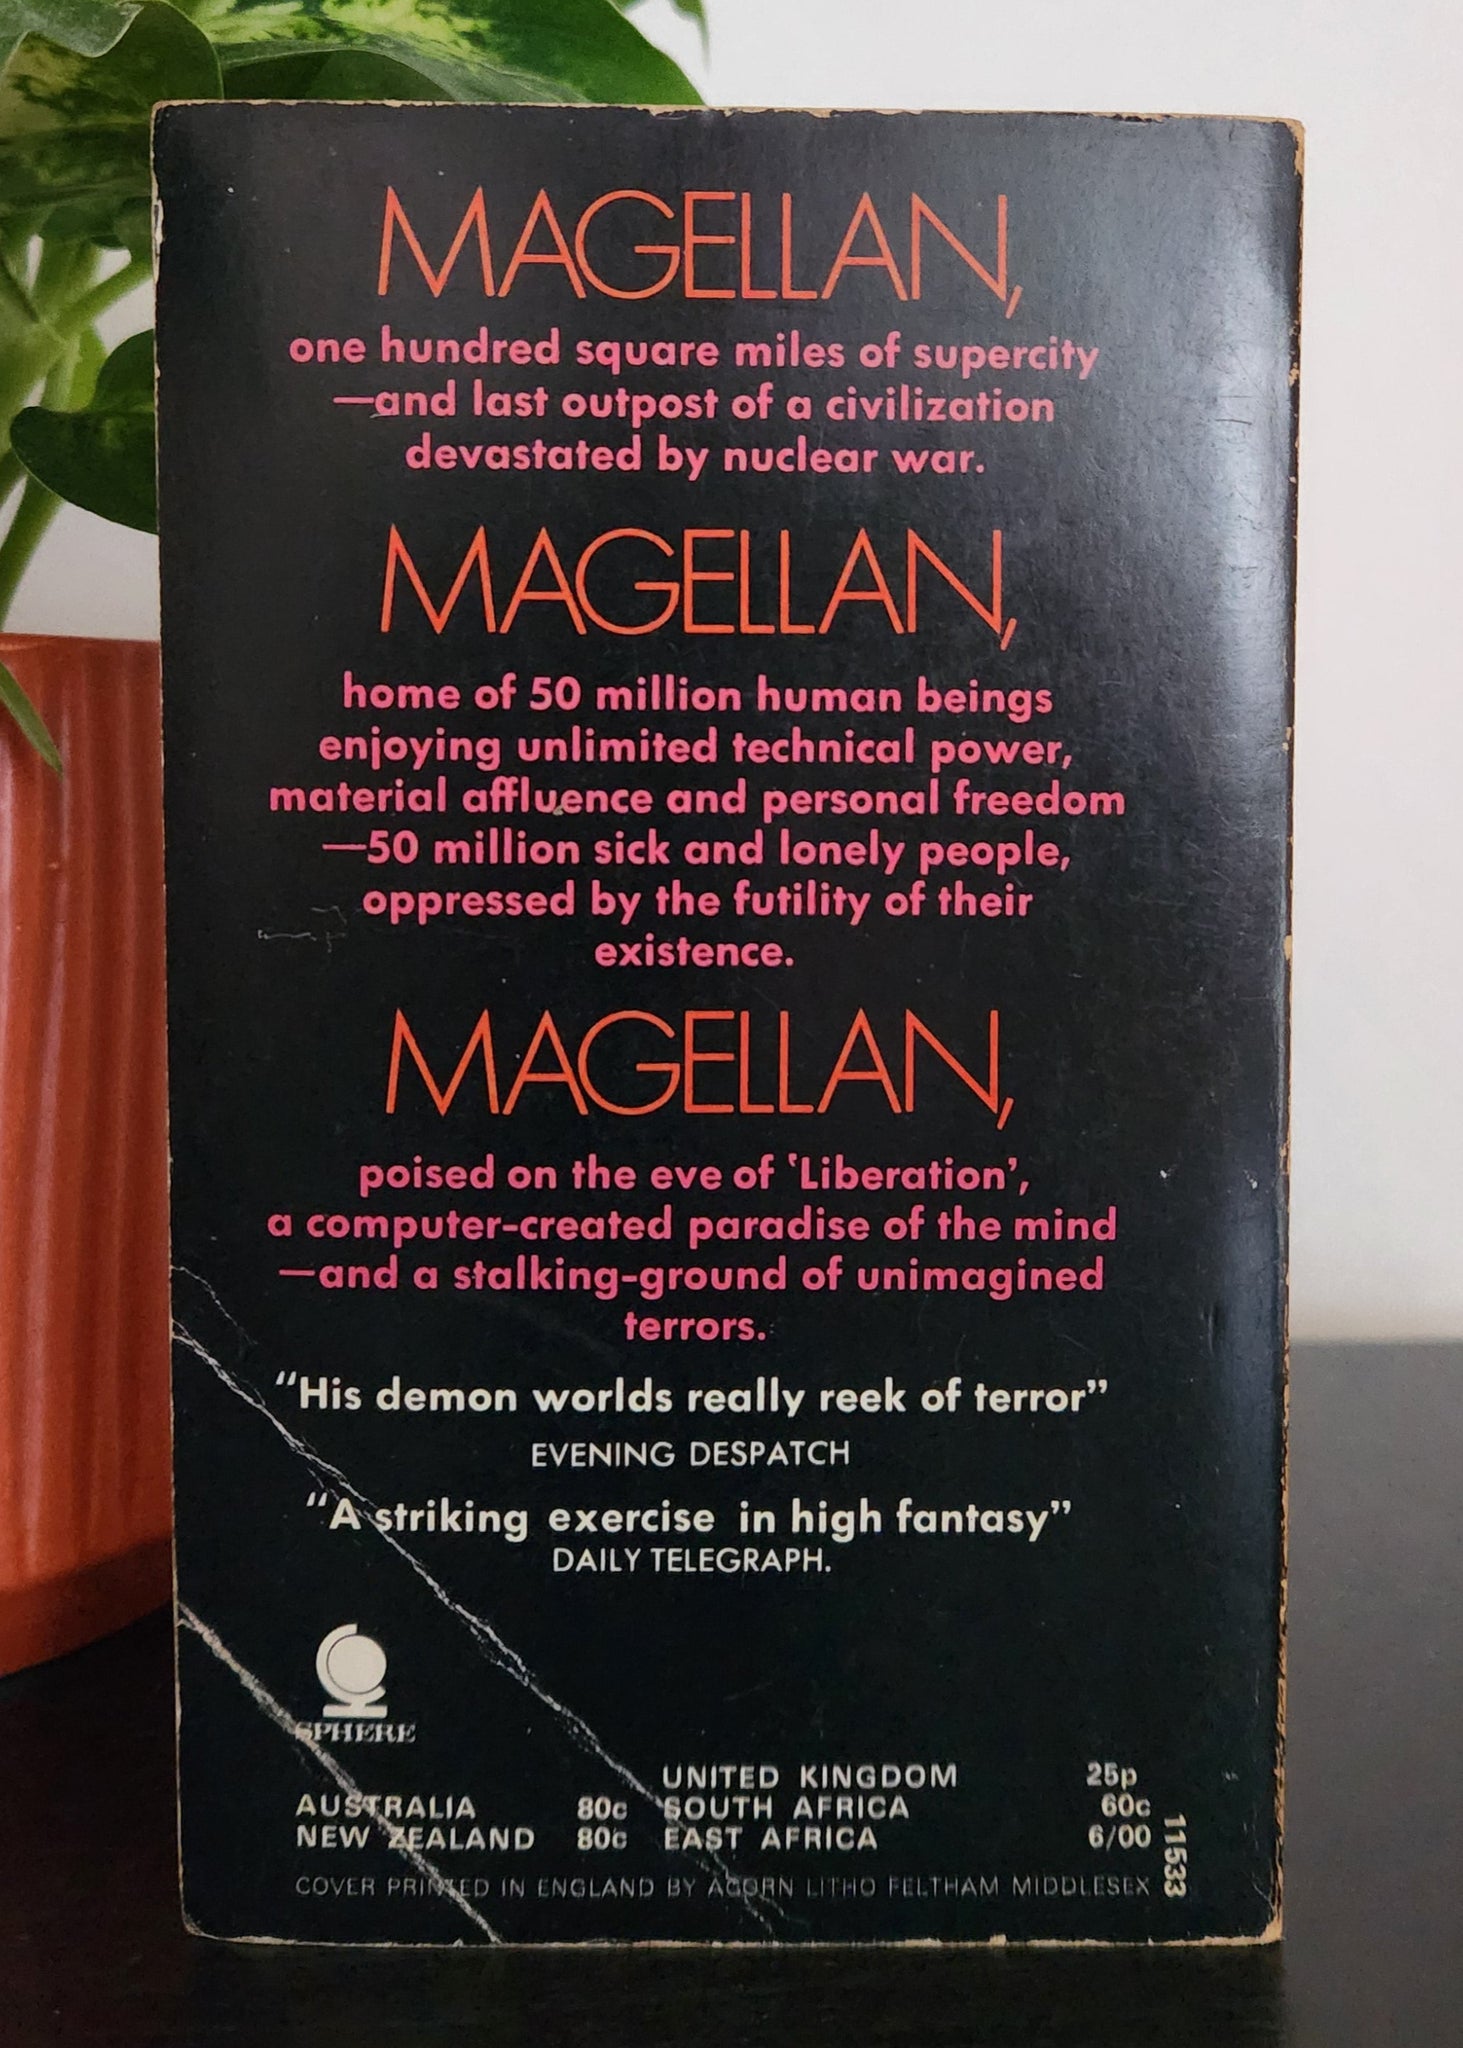 MAGELLAN,
one hundred square miles of supercity
—and last outpost of a civilization
devastated by nuclear war.
MAGELLAN,
home of 50 million human beings
enjoying unlimited technical power,
material affluence and personal freedom
—50 million sick and lonely people,
oppressed by the futility of their
existence.
MAGELLAN,
poised on the eve of ‘Liberation’,
a computer-created paradise of the mind
—and a stalking-ground of unimagined
terrors.
“His demon worlds really reek of terror”
EVENING DESPATCH
“A striking exercise in high fantasy”
DAILY TELEGRAPH.
SPHERE
UNITED KINGDOM 25p
AUSTRALIA 80c SOUTH AFRICA 60c
NEW ZEALAND 80c EAST AFRICA 6/00
COVER PRINTED IN ENGLAND BY ACORN LITHO FELTHAM MIDDLESEX
11533